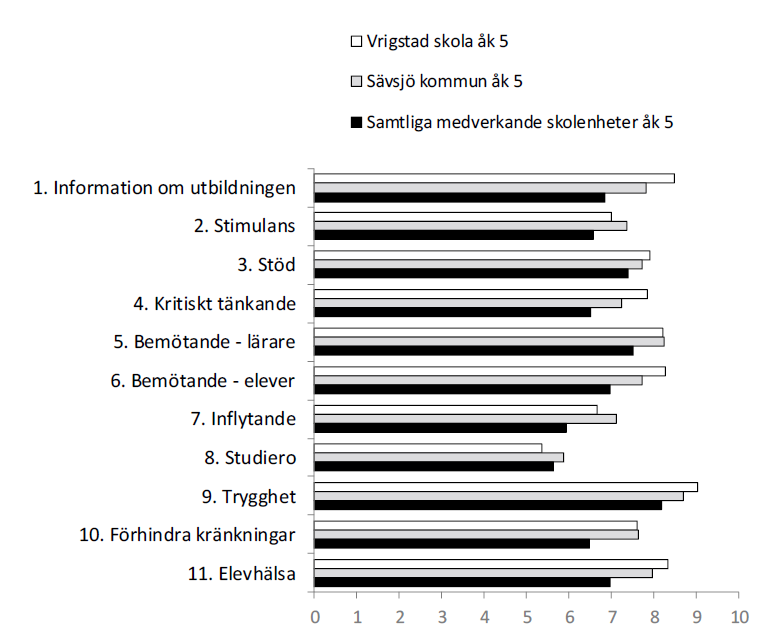 Vrigstad skola åk 5
Sävsjö kommun åk 5
Samtliga medverkande skolenheter åk 5
1. Information om utbildningen
2. Stimulans
3. Stöd
4. Kritiskt tänkande
5. Bemötande - lärare
6. Bemötande - elever
7. Inflytande
8. Studiero
9. Trygghet
10. Förhindra kränkningar
11. Elevhälsa
0 1 2 3 4 5 6 7 8 9 10